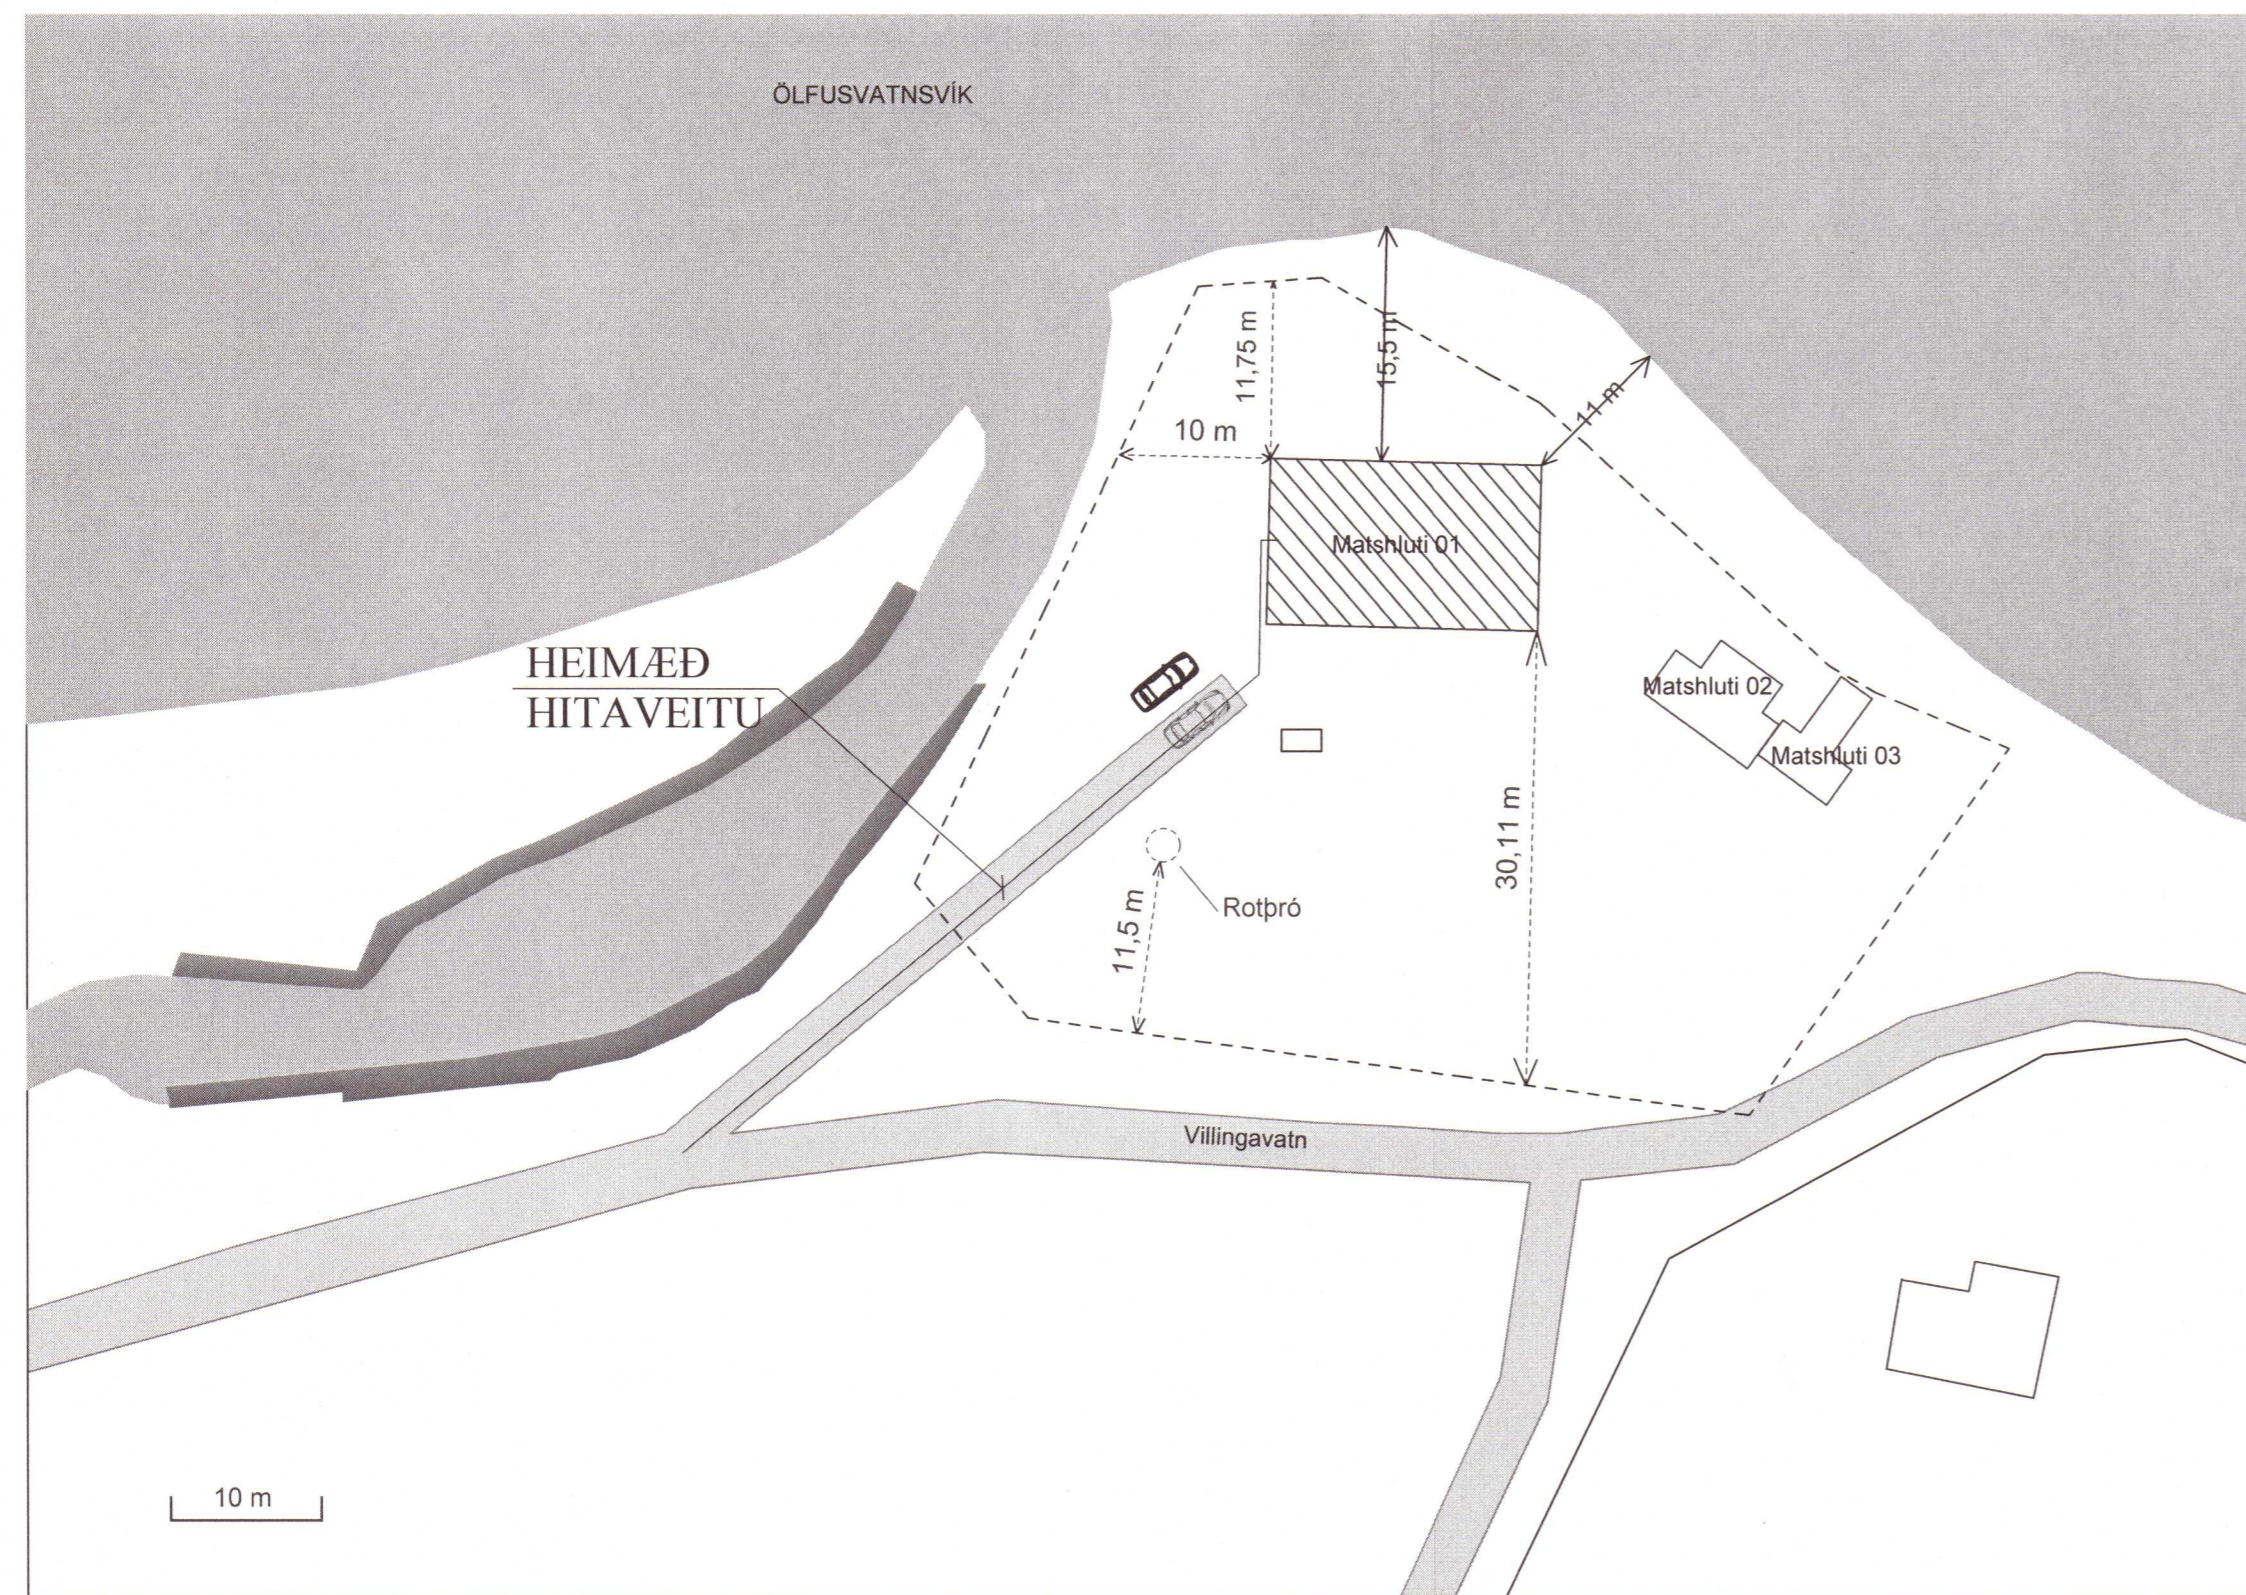 ÖLFUSVATNSVÍK
11,75 m
15,5 m
11 m
10 m
Matshluti 01
HEIMÆÐ
HITAVEITU
Matshluti 02
Matshluti 03
30,11 m
11,5 m
Rotþró
Villingavatn
10 m